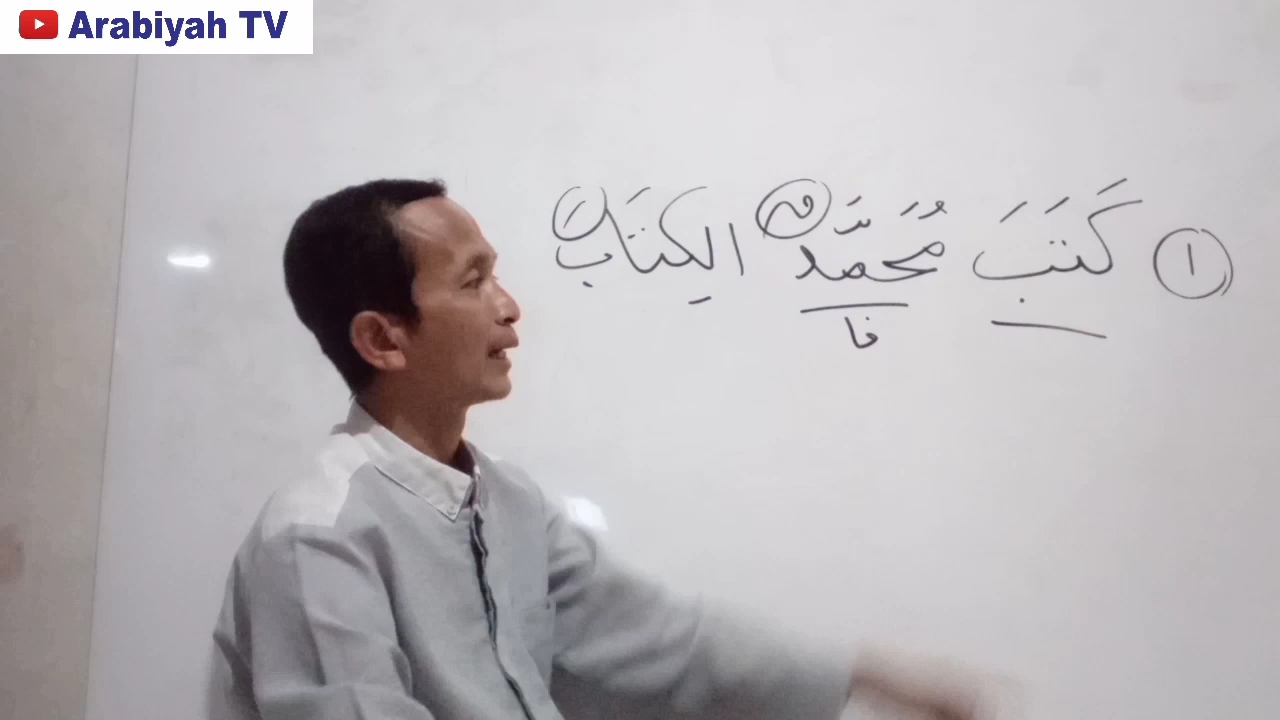 Arabiyah TV
١ كَتَبَ مُحَمَّدٌ الكِتَابَ
فا